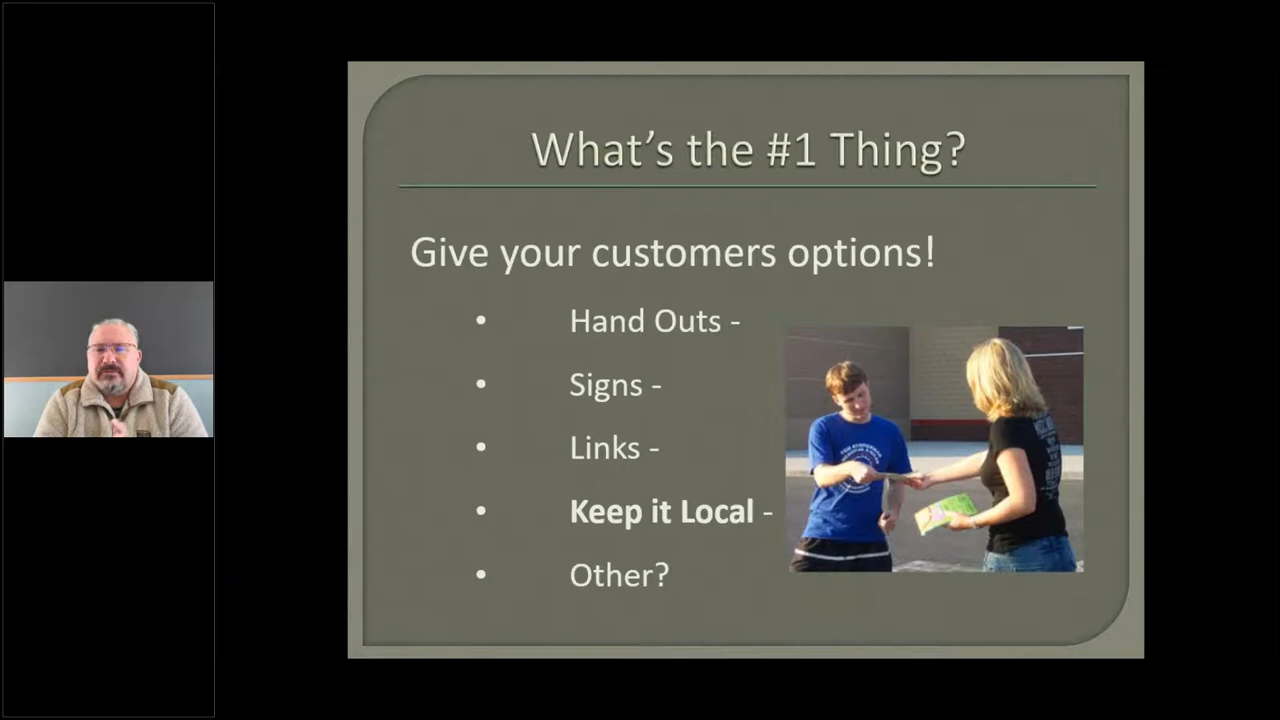 What's the #1 Thing?
Give your customers options!
• Hand Outs -
• Signs -
• Links -
• Keep it Local -
• Other?